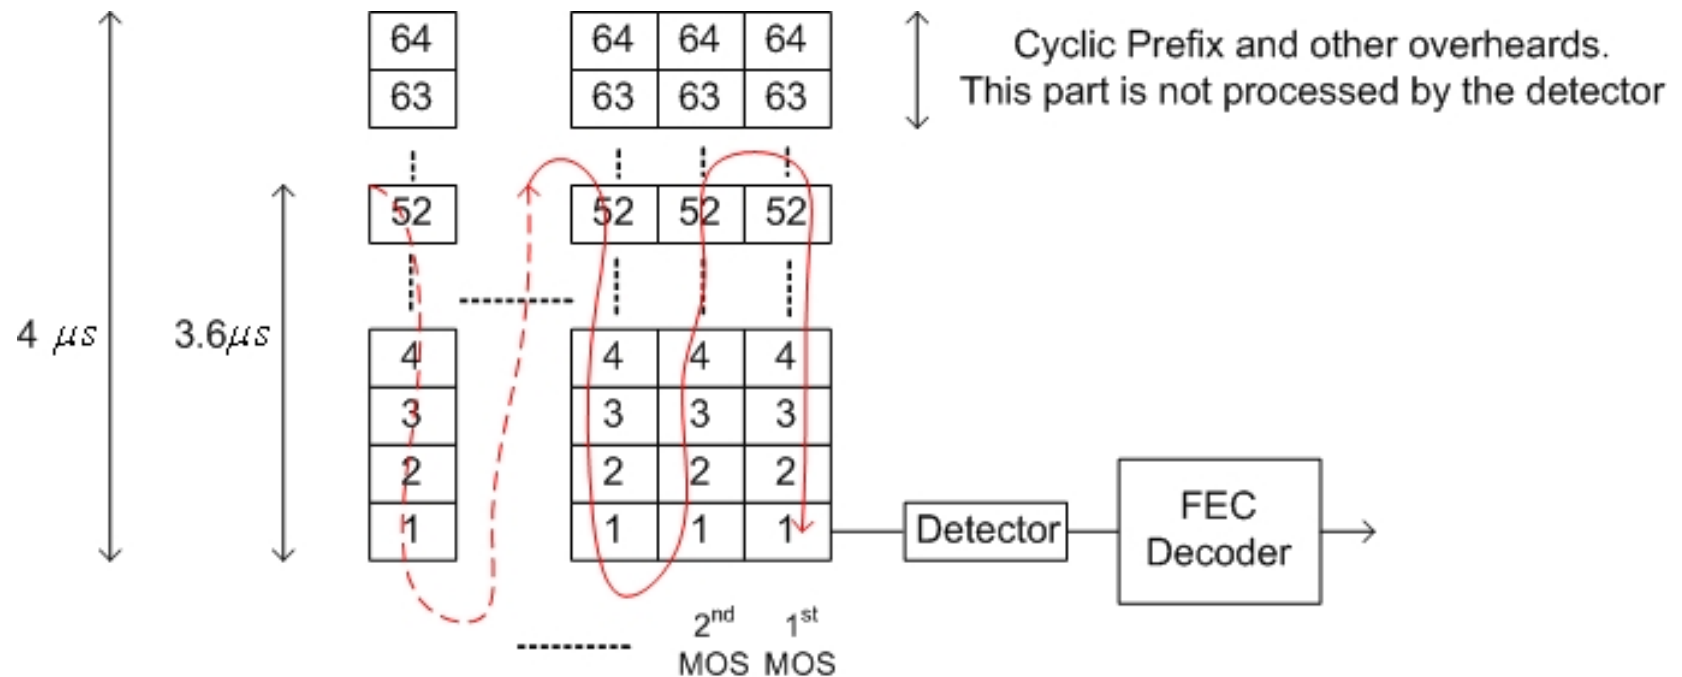 64 64 64 64
63 63 63 63
Cyclic Prefix and other overheards.
This part is not processed by the detector
52 52 52 52
4 μs
3.6μs
4 4 4 4
3 3 3 3
2 2 2 2
1 1 1 1
Detector
FEC
Decoder
2nd 1st
MOS MOS